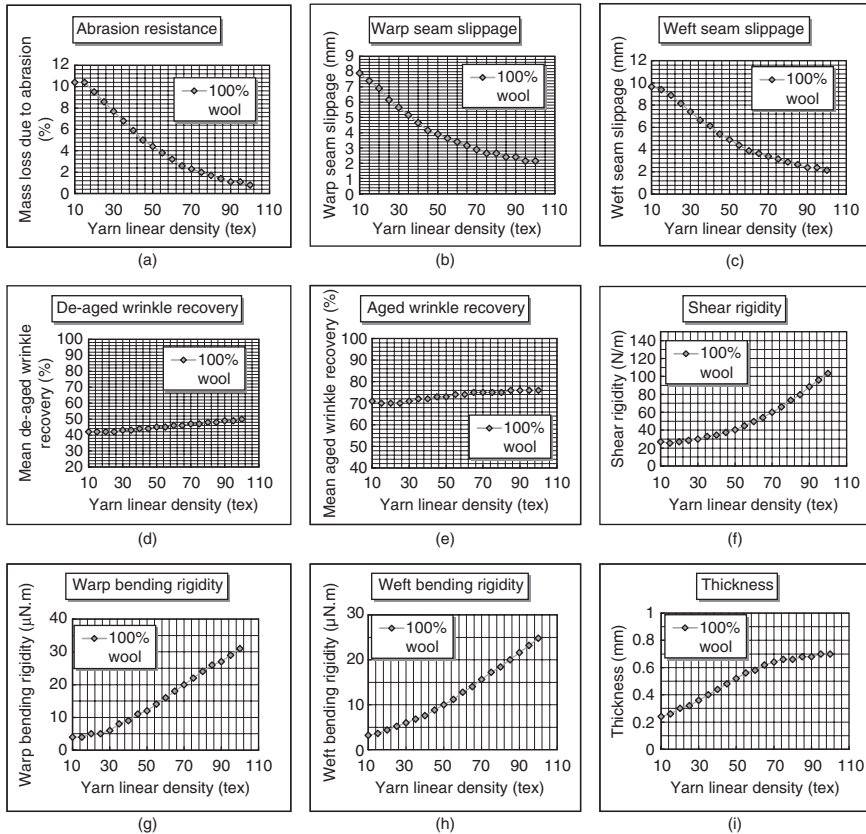 Abrasion resistance
Mass loss due to abrasion
(%)
12
10
8
6
4
2
0
100%
wool
10 30 50 70 90 110
Yarn linear density (tex)
(a)
Warp seam slippage
Warp seam slippage (mm)
9
8
7
6
5
4
3
2
1
0
100%
wool
10 30 50 70 90 110
Yarn linear density (tex)
(b)
Weft seam slippage
Weft seam slippage (mm)
12
10
8
6
4
2
0
100%
wool
10 30 50 70 90 110
Yarn linear density (tex)
(c)
De-aged wrinkle recovery
Mean de-aged wrinkle
recovery (%)
100
90
80
70
60
50
40
30
20
100%
wool
10 30 50 70 90 110
Yarn linear density (tex)
(d)
Aged wrinkle recovery
Mean aged wrinkle recovery (%)
100
90
80
70
60
50
40
100%
wool
10 30 50 70 90 110
Yarn linear density (tex)
(e)
Shear rigidity
Shear rigidity (N/m)
140
120
100
80
60
40
20
0
100%
wool
10 30 50 70 90 110
Yarn linear density (tex)
(f)
Warp bending rigidity
Warp bending rigidity (μN.m)
40
30
20
10
0
100%
wool
10 30 50 70 90 110
Yarn linear density (tex)
(g)
Weft bending rigidity
Weft bending rigidity (μN.m)
30
20
10
0
100%
wool
10 30 50 70 90 110
Yarn linear density (tex)
(h)
Thickness
Thickness (mm)
1
0.8
0.6
0.4
0.2
0
100%
wool
10 30 50 70 90 110
Yarn linear density (tex)
(i)